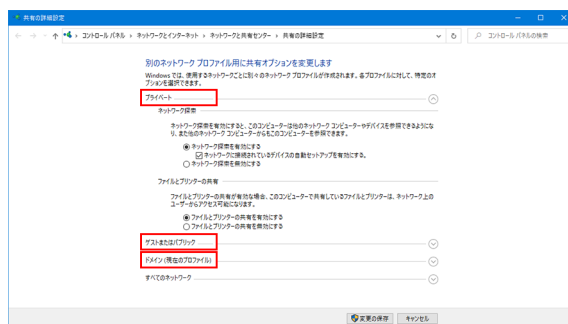 共有の詳細設定
コントロール パネル › ネットワークとインターネット › ネットワークと共有センター › 共有の詳細設定
コントロール パネルの検索
別のネットワーク プロファイル用に共有オプションを変更します
Windows では、使用するネットワークごとに別々のネットワーク プロファイルが作成されます。各プロファイルに対して、特定のオ
プションを選択できます。
プライベート
ネットワーク探索
ネットワーク探索を有効にすると、このコンピューターは他のネットワーク コンピューターやデバイスを参照できるようにな
り、また他のネットワーク コンピューターからもこのコンピューターを参照できます。
ネットワーク探索を有効にする
ネットワークに接続されているデバイスの自動セットアップを有効にする。
ネットワーク探索を無効にする
ファイルとプリンターの共有
ファイルとプリンターの共有が有効な場合、このコンピューターで共有しているファイルとプリンターは、ネットワーク上の
ユーザーからアクセス可能になります。
ファイルとプリンターの共有を有効にする
ファイルとプリンターの共有を無効にする
ゲストまたはパブリック
ドメイン (現在のプロファイル)
すべてのネットワーク
変更の保存
キャンセル